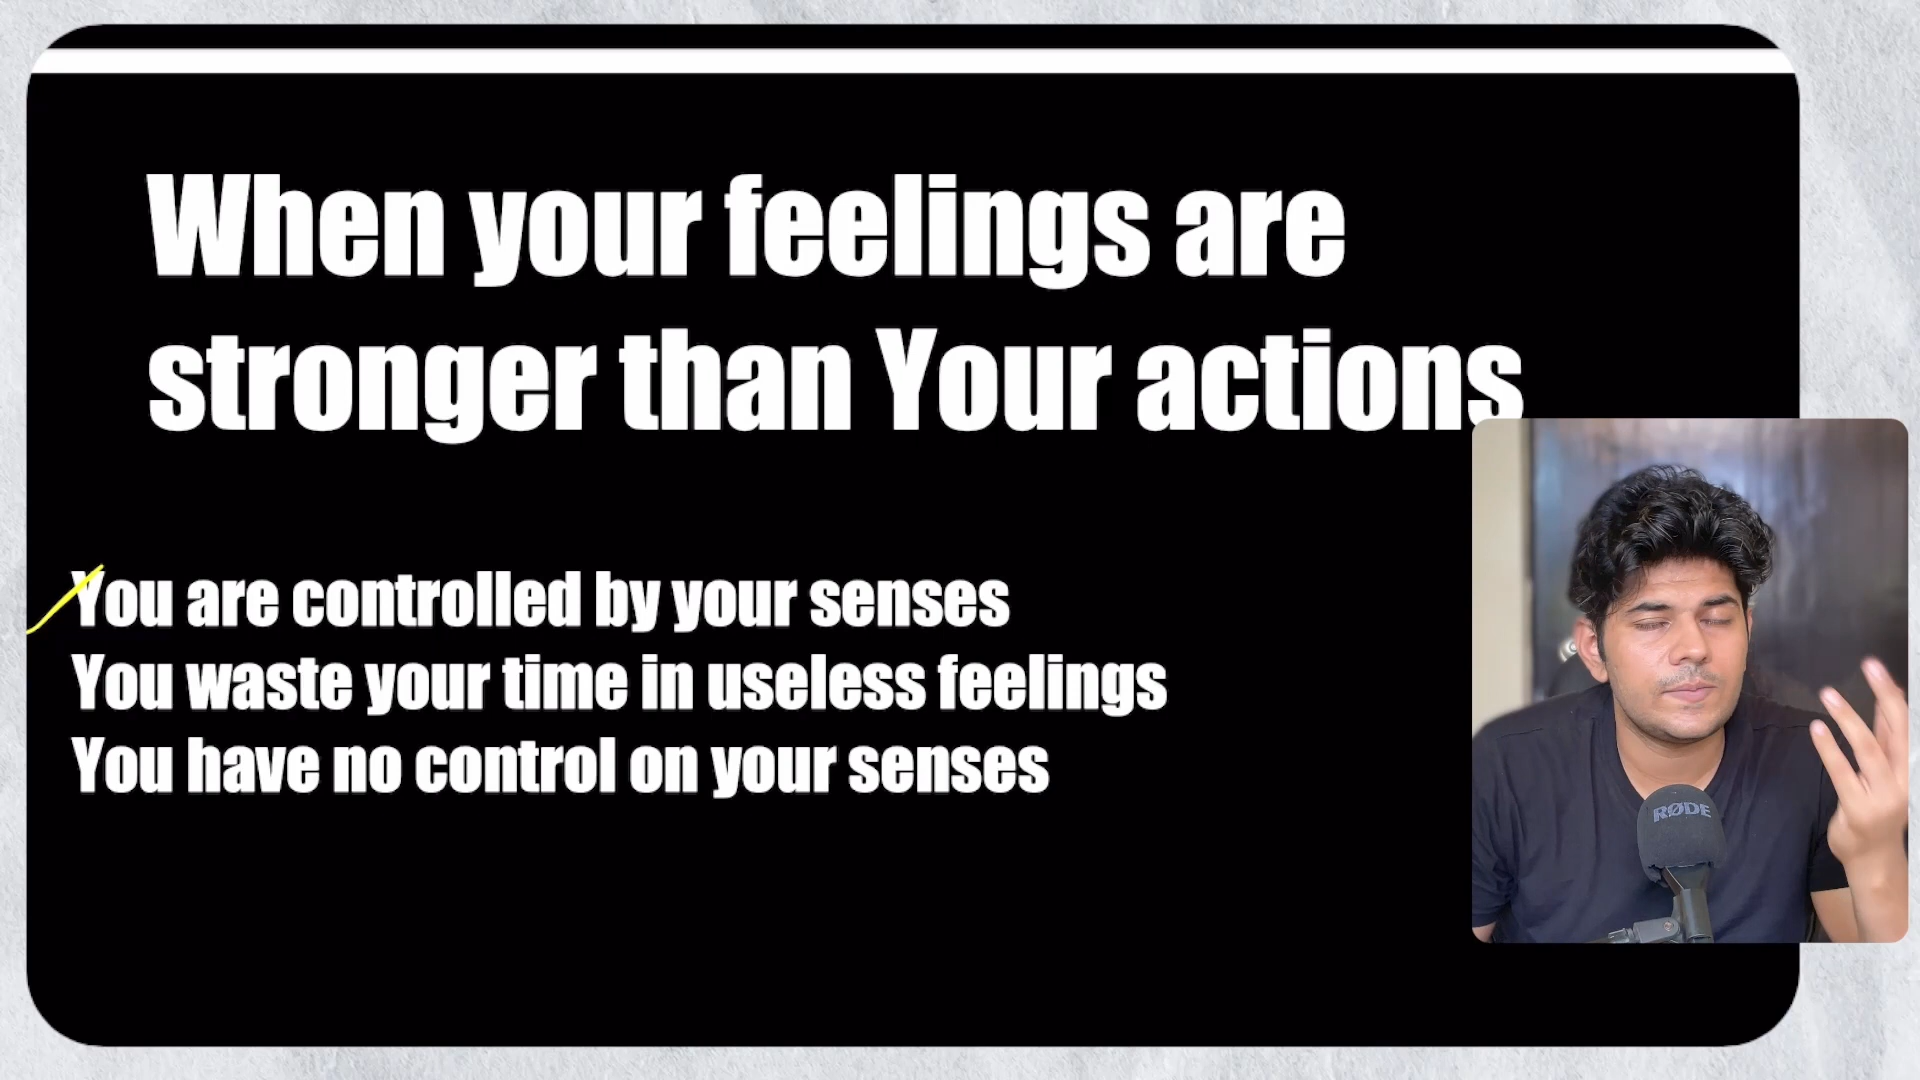 When your feelings are
stronger than Your actions
You are controlled by your senses
You waste your time in useless feelings
You have no control on your senses
RØDE